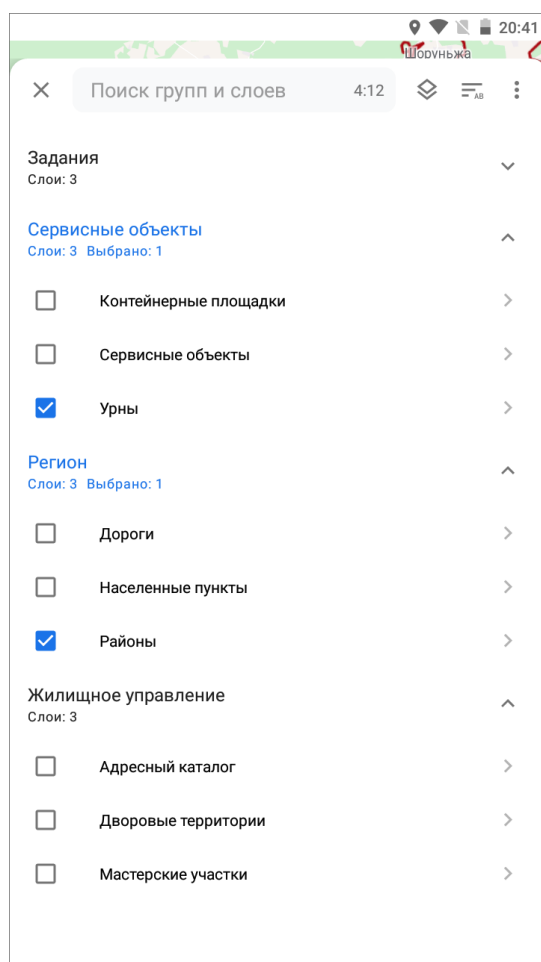 20:41
Шоруньжа
Поиск групп и слоев 4:12
AB
Задания
Слои: 3
Сервисные объекты
Слои: 3 Выбрано: 1
Контейнерные площадки
Сервисные объекты
Урны
Регион
Слои: 3 Выбрано: 1
Дороги
Населенные пункты
Районы
Жилищное управление
Слои: 3
Адресный каталог
Дворовые территории
Мастерские участки